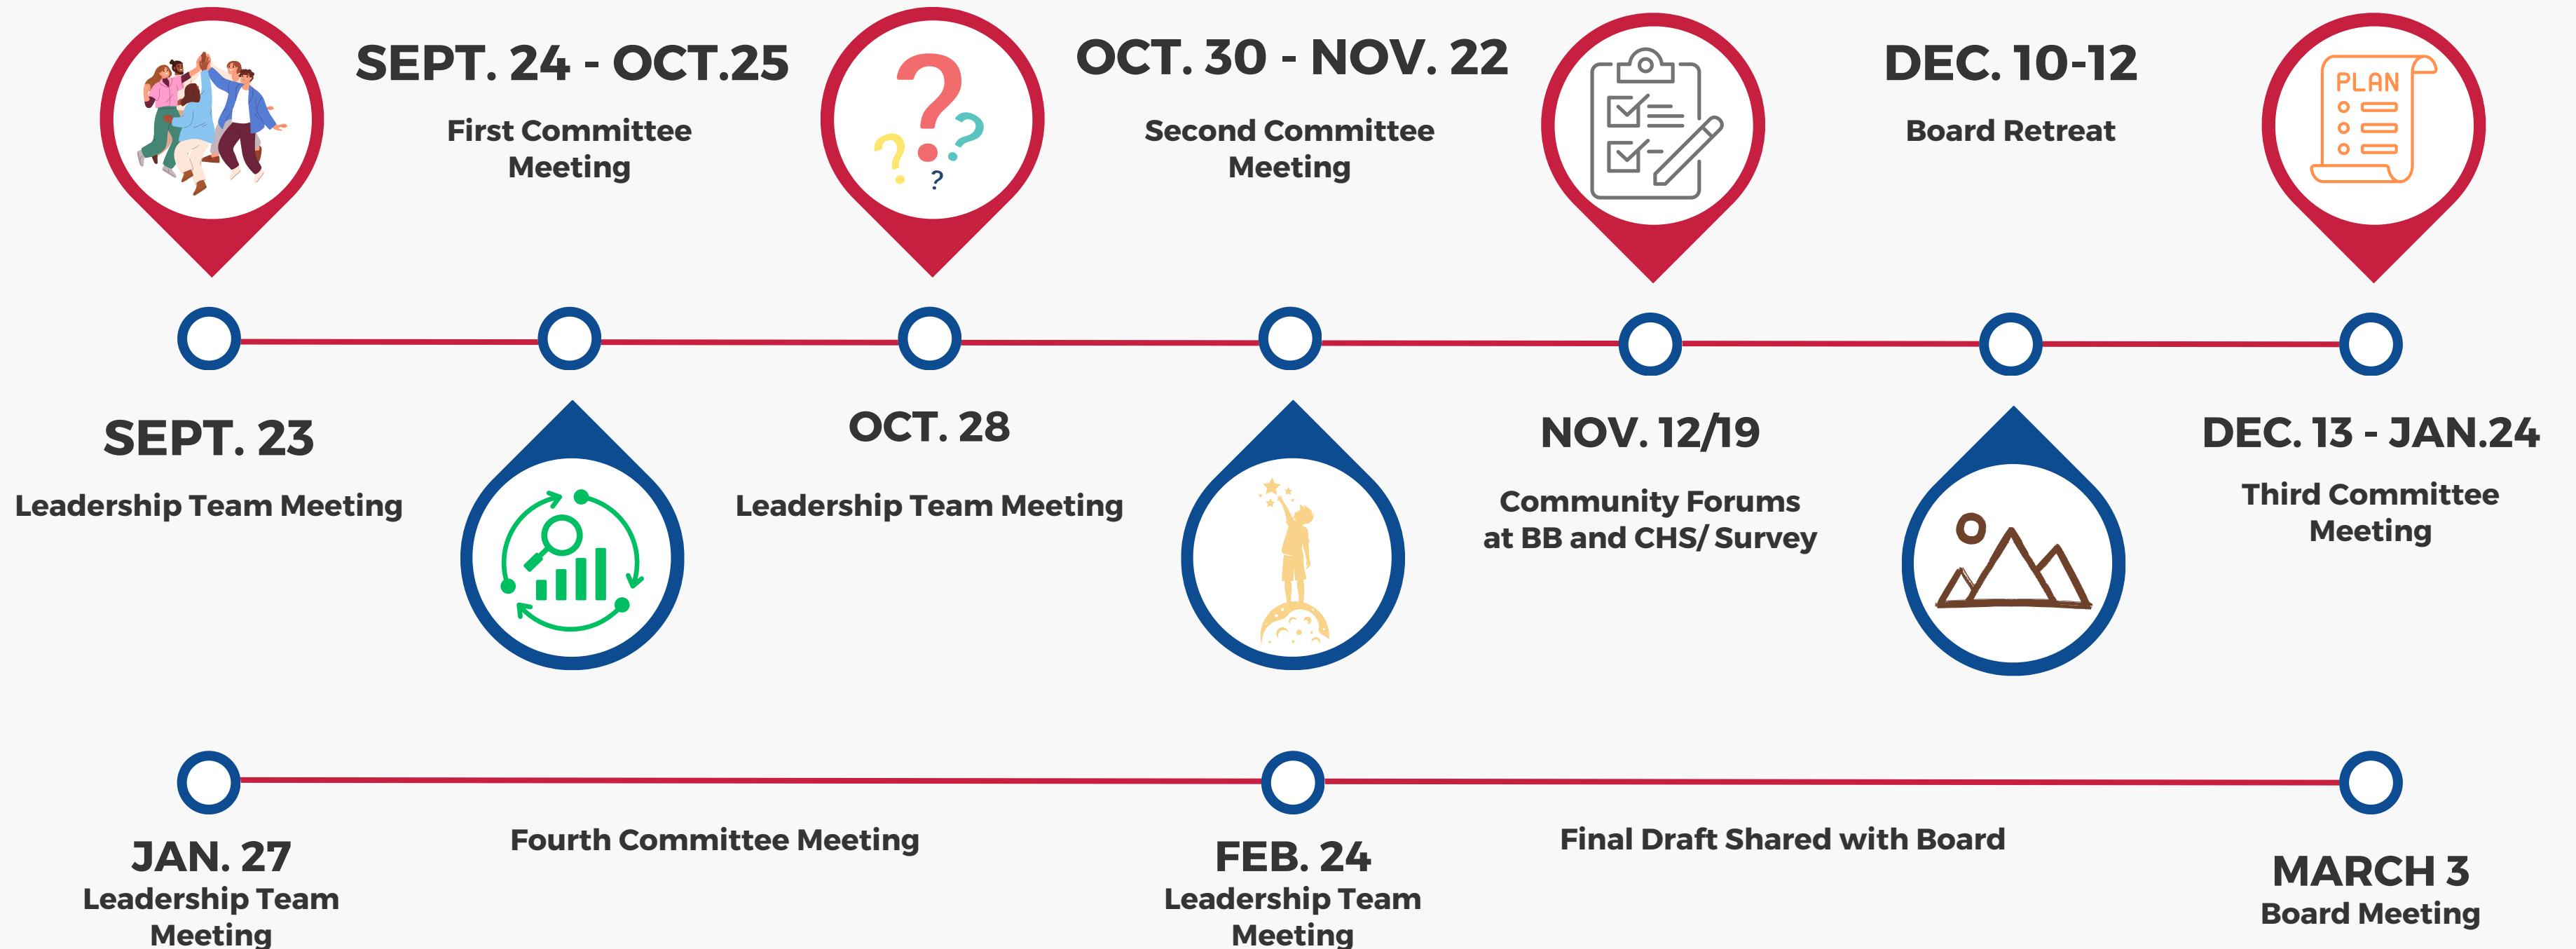 SEPT. 23
Leadership Team Meeting
SEPT. 24 - OCT.25
First Committee
Meeting
?
?
?
?
OCT. 28
Leadership Team Meeting
OCT. 30 - NOV. 22
Second Committee
Meeting
NOV. 12/19
Community Forums
at BB and CHS/ Survey
DEC. 10-12
Board Retreat
PLAN
DEC. 13 - JAN.24
Third Committee
Meeting
JAN. 27
Leadership Team
Meeting
Fourth Committee Meeting
FEB. 24
Leadership Team
Meeting
Final Draft Shared with Board
MARCH 3
Board Meeting